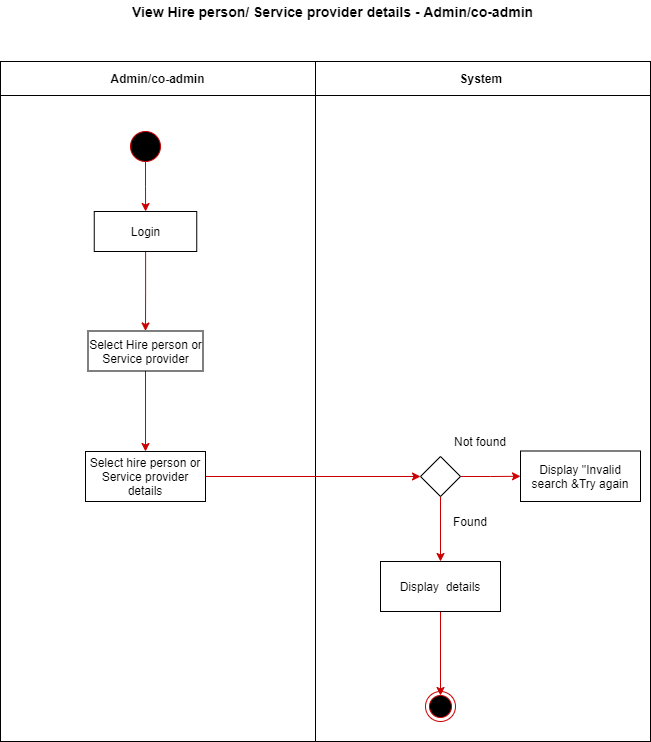 View Hire person/ Service provider details - Admin/co-admin
Admin/co-admin
System
Login
Select Hire person or
Service provider
Not found
Select hire person or
Service provider
details
Display "Invalid
search &Try again
Found
Display  details